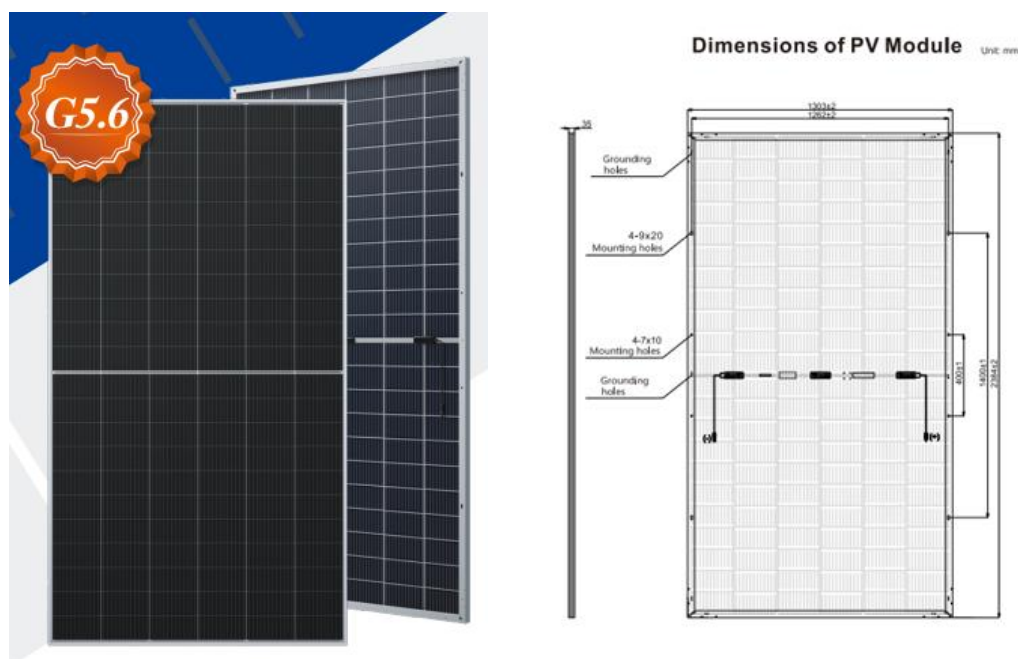 G5.6
Dimensions of PV Module
Unit: mm
1303±2
1262±2
35
Grounding
holes
4-9x20
Mounting holes
4-7x10
Mounting holes
Grounding
holes
400±1
1400±1
2384±2
(-)
(+)